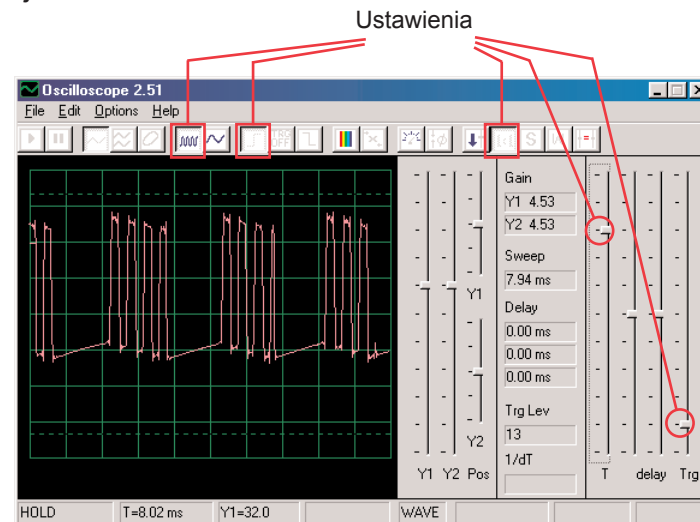 Ustawienia
Oscilloscope 2.51
File Edit Options Help
TRG
OFF
S
Gain
Y1 4.53
Y2 4.53
Sweep
7.94 ms
Delay
0.00 ms
0.00 ms
0.00 ms
Trg Lev
13
1/dT
Y1
Y2
Y1 Y2 Pos
T delay Trg
HOLD T=8.02 ms Y1=32.0 WAVE